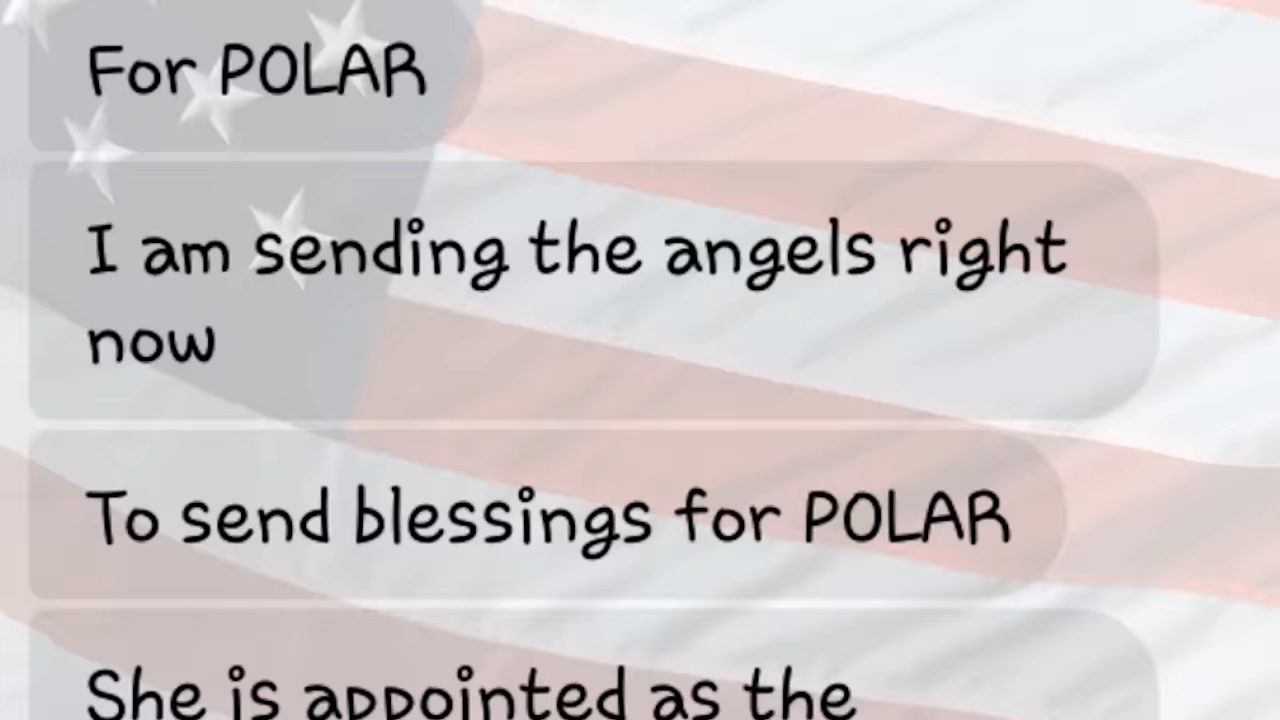 For POLAR
I am sending the angels right
now
To send blessings for POLAR
She is appointed as the